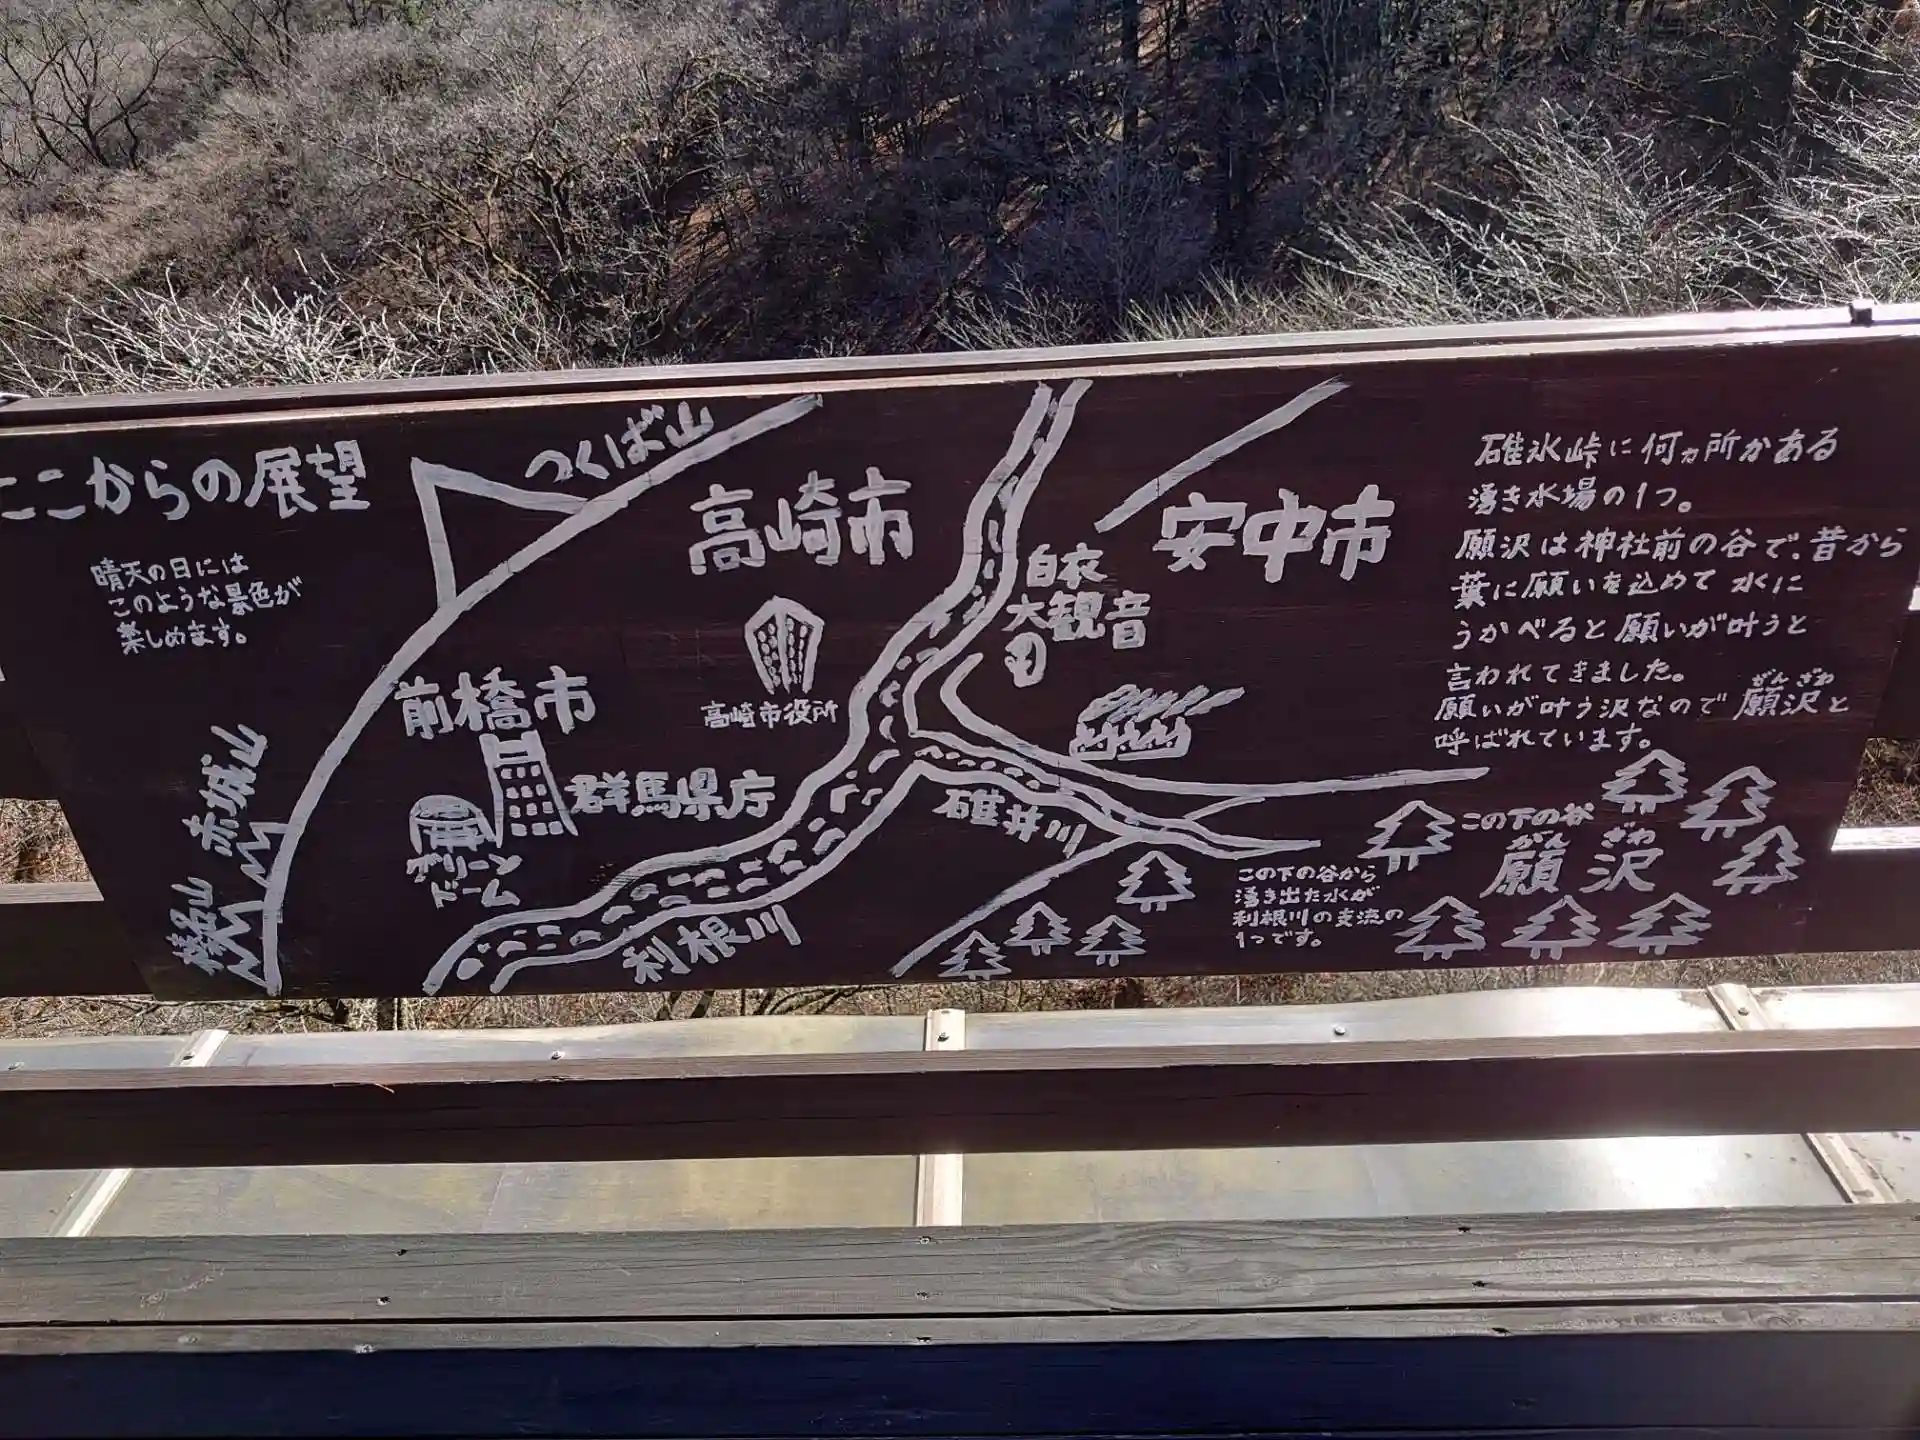 ここからの展望
晴天の日には
このような景色が
楽しめます。
つくば山
高崎市
安中市
白衣
大観音
高崎市役所
前橋市
群馬県庁
グリーン
ドーム
赤城山
榛名山
利根川
碓井川
碓氷峠に何ヵ所かある
湧き水場の1つ。
願沢は神社前の谷で、昔から
葉に願いを込めて水に
うかべると願いが叶うと
言われてきました。
がんざわ
願いが叶う沢なので願沢と
呼ばれています。
この下の谷
がんざわ
願沢
この下の谷から
湧き出た水が
利根川の支流の
1つです。